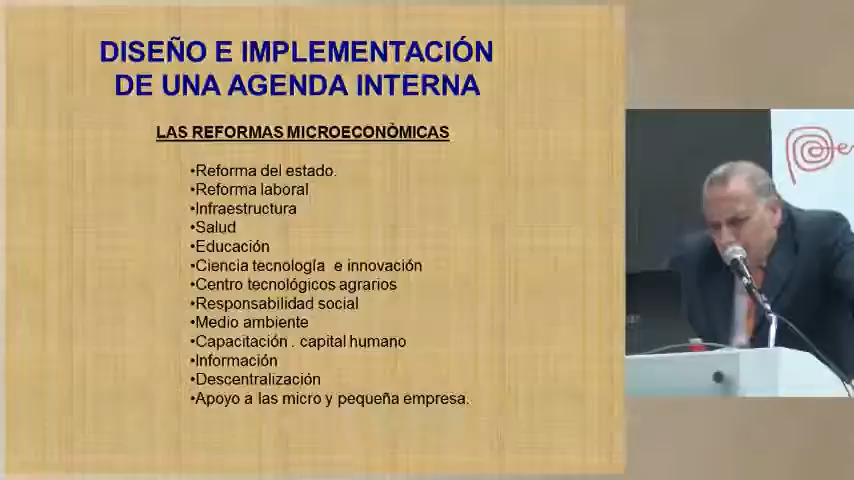 DISEÑO E IMPLEMENTACIÓN
DE UNA AGENDA INTERNA
LAS REFORMAS MICROECONÒMICAS
•Reforma del estado.
•Reforma laboral
•Infraestructura
•Salud
•Educación
•Ciencia tecnología e innovación
•Centro tecnológicos agrarios
•Responsabilidad social
•Medio ambiente
•Capacitación . capital humano
•Información
•Descentralización
•Apoyo a las micro y pequeña empresa.